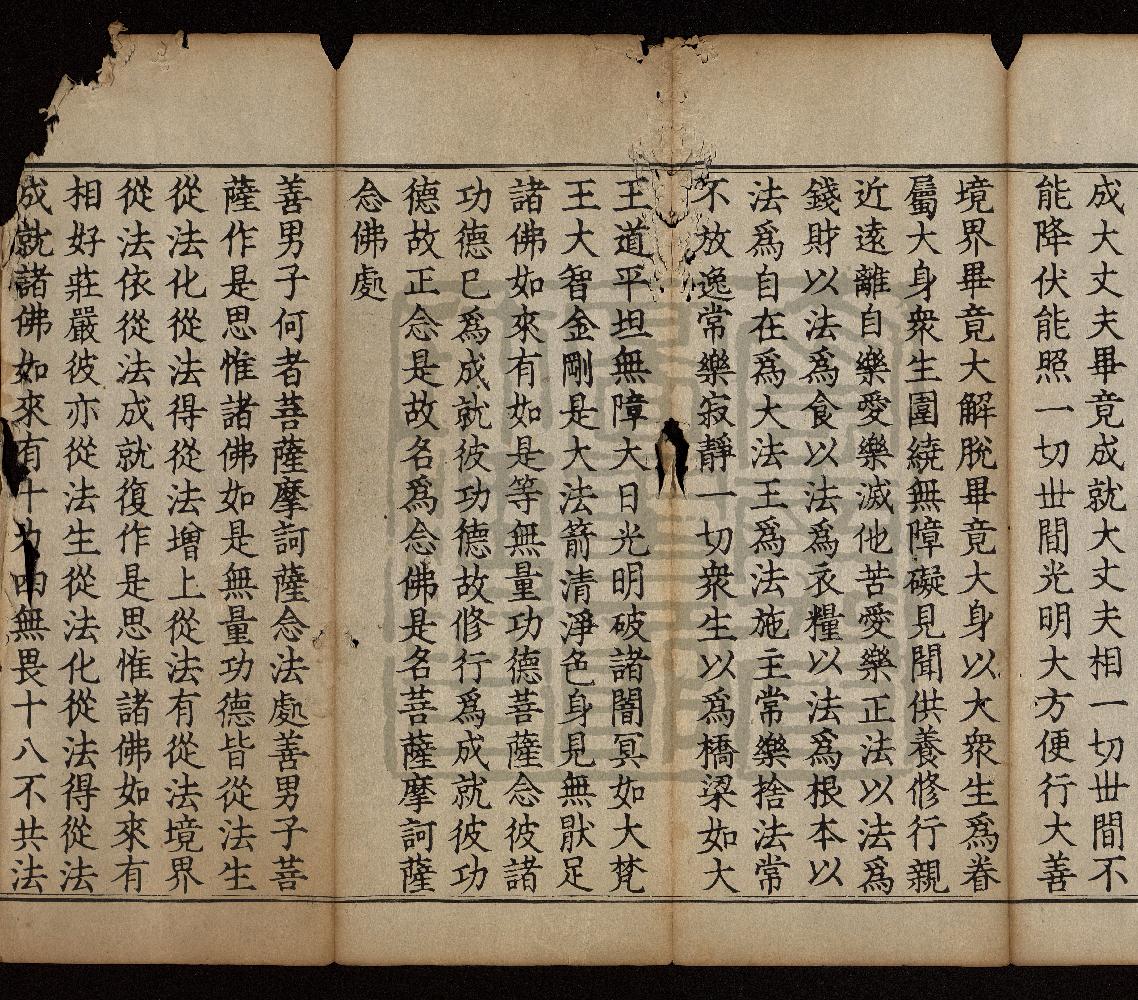 成大丈夫畢竟成就大丈夫相一切世間不
能降伏能照一切世間光明大方便行大善
境界畢竟大解脫畢竟大身以大衆生爲眷
屬大身衆生圍繞無障礙見聞供養修行親
近遠離自樂愛樂滅他苦愛樂正法以法爲
錢財以法爲食以法爲衣糧以法爲根本以
法爲自在爲大法王爲法施主常樂捨法常
不放逸常樂寂靜一切衆生以爲橋梁如大
王道平坦無障大日光明破諸闇冥如大梵
王大智金剛是大法箭清淨色身見無猒足
諸佛如來有如是等無量功德菩薩念彼諸
功德已爲成就彼功德故修行爲成就彼功
德故正念是故名爲念佛是名菩薩摩訶薩
念佛處
善男子何者菩薩摩訶薩念法處善男子菩
薩作是思惟諸佛如是無量功德皆從法生
從法化從法得從法增上從法有從法境界
從法依從法成就復作是思惟諸佛如來有
相好莊嚴彼亦從法生從法化從法得從法
成就諸佛如來有十力四無畏十八不共法